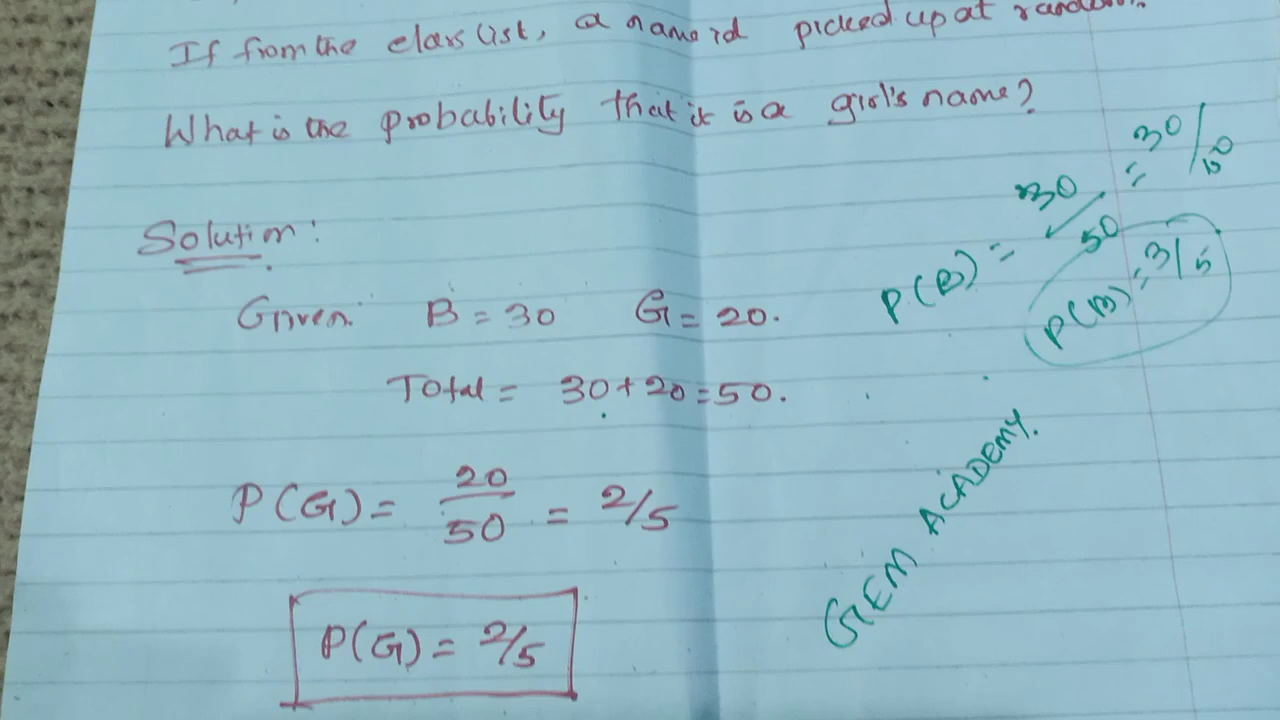 If from the class list, a name id picked up at random.
What is the probability that it is a girl's name?
Solution:
Given: B = 30 G = 20.
Total = 30 + 20 = 50.
P(G) = 20/50 = 2/5
P(G) = 2/5
P(B) = 30/50 = 30/50
P(B) = 3/5
GEM ACADEMY.